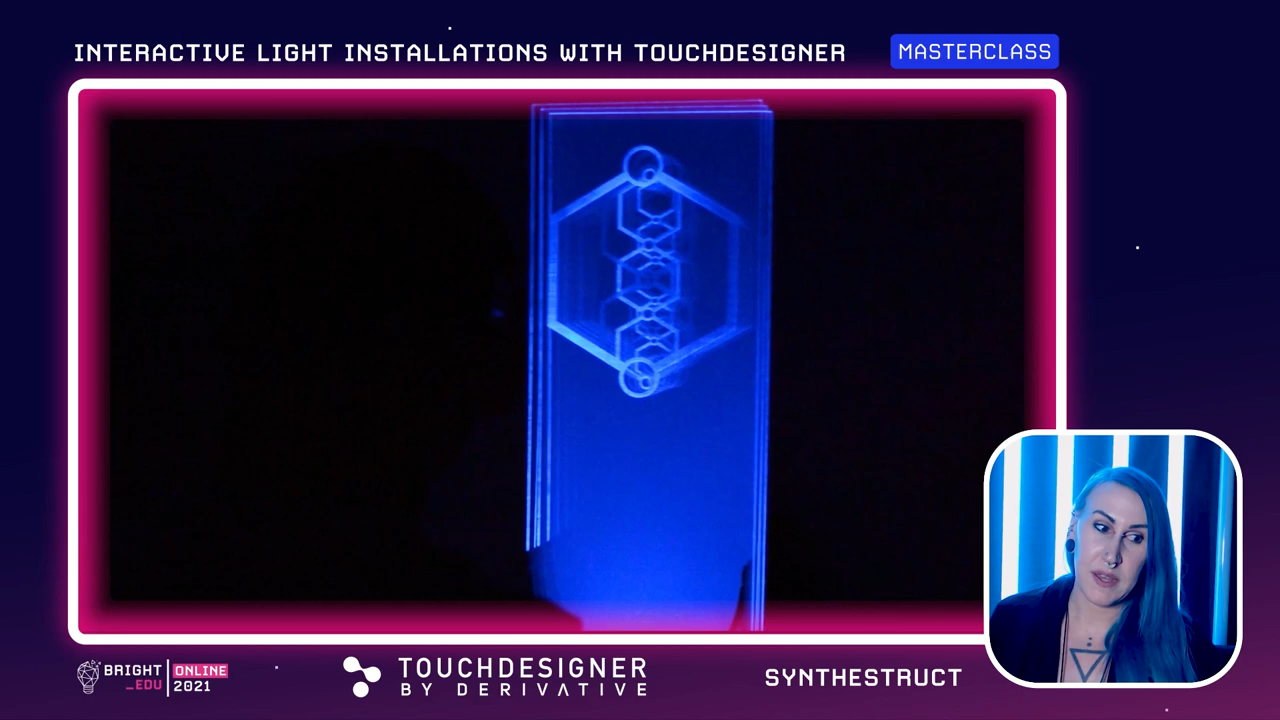 INTERACTIVE LIGHT INSTALLATIONS WITH TOUCHDESIGNER
MASTERCLASS
BRIGHT
_EDU
ONLINE
2021
TOUCHDESIGNER
BY DERIVATIVE
SYNTHESTRUCT